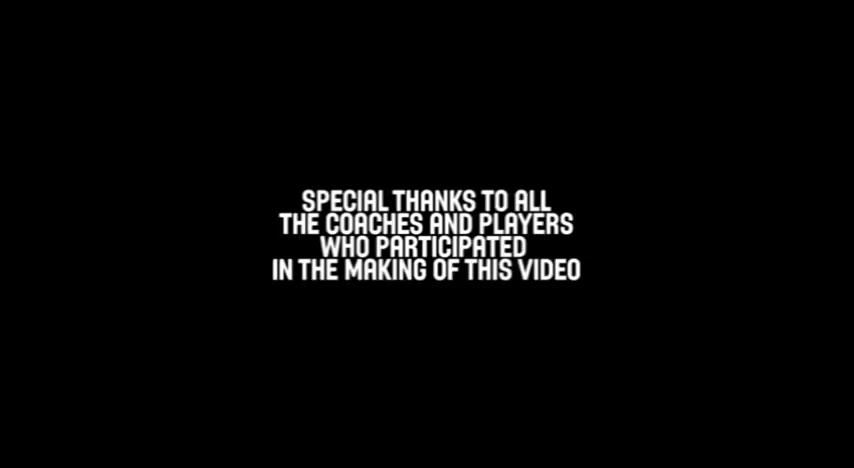 SPECIAL THANKS TO ALL
THE COACHES AND PLAYERS
WHO PARTICIPATED
IN THE MAKING OF THIS VIDEO